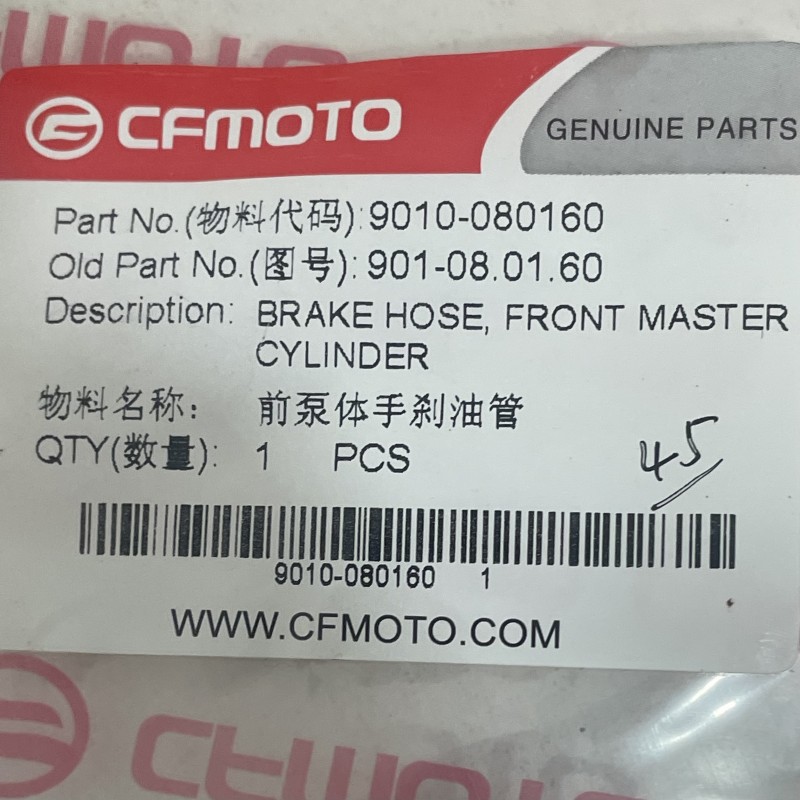 CFMOTO
CFMOTO
GENUINE PARTS
Part No.(物料代码):9010-080160
Old Part No.(图号):901-08.01.60
Description: BRAKE HOSE, FRONT MASTER
CYLINDER
物料名称: 前泵体手刹油管
QTY(数量): 1 PCS
45
9010-080160 1
WWW.CFMOTO.COM
CFMOTO